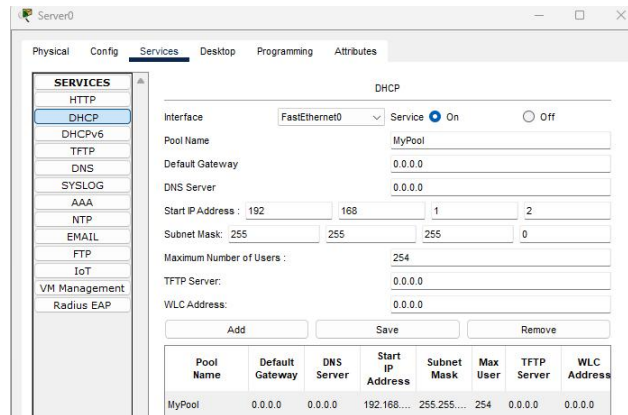 Server0
Physical Config Services Desktop Programming Attributes
SERVICES
HTTP
DHCP
DHCPv6
TFTP
DNS
SYSLOG
AAA
NTP
EMAIL
FTP
IoT
VM Management
Radius EAP
DHCP
Interface FastEthernet0 Service On Off
Pool Name MyPool
Default Gateway 0.0.0.0
DNS Server 0.0.0.0
Start IP Address : 192 168 1 2
Subnet Mask: 255 255 255 0
Maximum Number of Users : 254
TFTP Server: 0.0.0.0
WLC Address: 0.0.0.0
Add Save Remove
Pool Name Default Gateway DNS Server Start IP Address Subnet Mask Max User TFTP Server WLC Address
MyPool 0.0.0.0 0.0.0.0 192.168.... 255.255.... 254 0.0.0.0 0.0.0.0